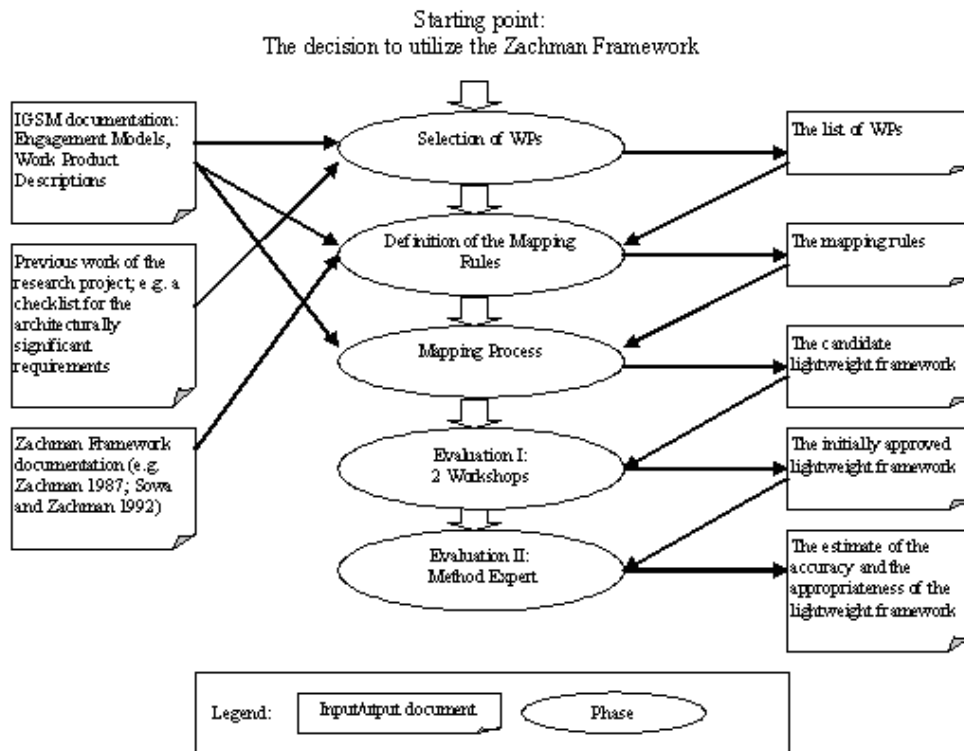 Starting point:
The decision to utilize the Zachman Framework
IGSM documentation:
Engagement Models,
Work Product
Descriptions
Selection of WPs
The list of WPs
Previous work of the
research project; e.g. a
checklist for the
architecturally
significant
requirements
Definition of the Mapping
Rules
The mapping rules
Mapping Process
The candidate
lightweight framework
Zachman Framework
documentation (e.g.
Zachman 1987; Sowa
and Zachman 1992)
Evaluation I:
2 Workshops
The initially approved
lightweight framework
Evaluation II:
Method Expert
The estimate of the
accuracy and the
appropriateness of the
lightweight framework
Legend:
Input/utput document
Phase